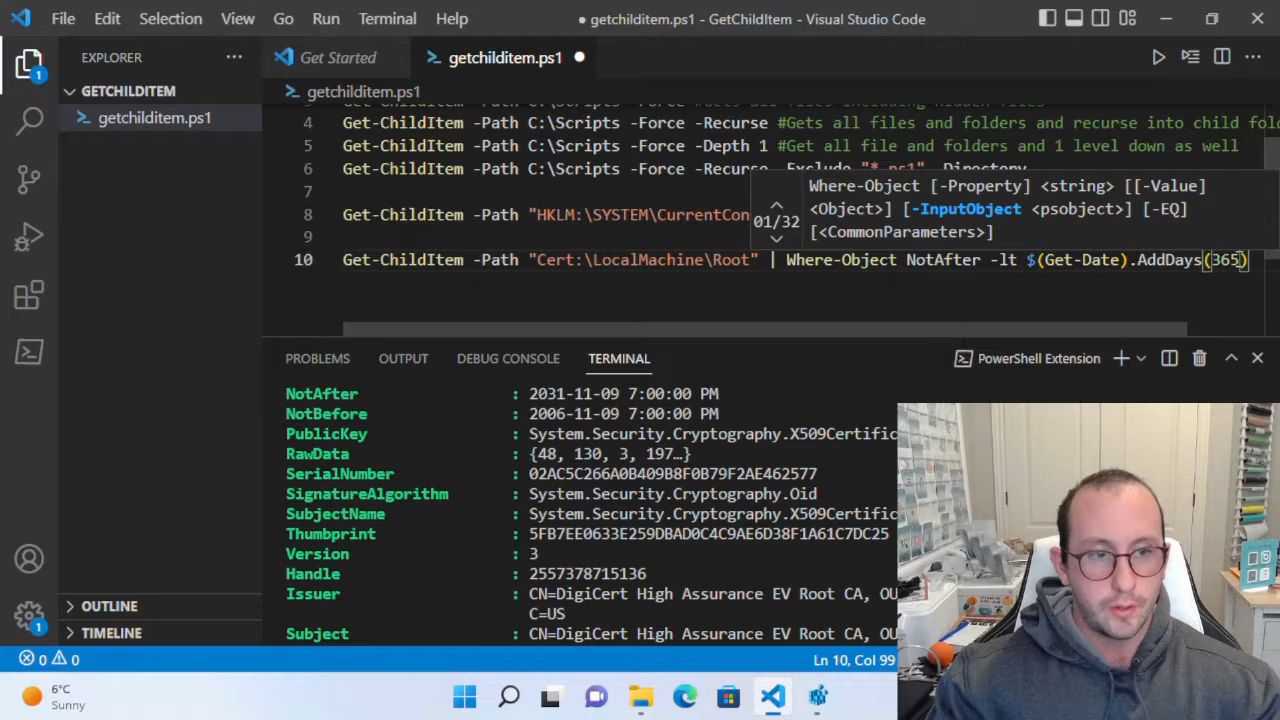 File Edit Selection View Go Run Terminal Help
● getchilditem.ps1 - GetChildItem - Visual Studio Code
EXPLORER
Get Started
getchilditem.ps1
GETCHILDITEM
getchilditem.ps1
getchilditem.ps1
4 Get-ChildItem -Path C:\Scripts -Force -Recurse #Gets all files and folders and recurse into child
5 Get-ChildItem -Path C:\Scripts -Force -Depth 1 #Get all file and folders and 1 level down as well
6 Get-ChildItem -Path C:\Scripts -Force -Recurse -Exclude "*.ps1" -Directory
7
8 Get-ChildItem -Path "HKLM:\SYSTEM\CurrentCon
9
10 Get-ChildItem -Path "Cert:\LocalMachine\Root" | Where-Object NotAfter -lt $(Get-Date).AddDays(365)
01/32
Where-Object [-Property] <string> [[-Value]
<Object>] [-InputObject <psobject>] [-EQ]
[<CommonParameters>]
PROBLEMS OUTPUT DEBUG CONSOLE TERMINAL PowerShell Extension
NotAfter : 2031-11-09 7:00:00 PM
NotBefore : 2006-11-09 7:00:00 PM
PublicKey : System.Security.Cryptography.X509Certific
RawData : {48, 130, 3, 197…}
SerialNumber : 02AC5C266A0B409B8F0B79F2AE462577
SignatureAlgorithm : System.Security.Cryptography.Oid
SubjectName : System.Security.Cryptography.X509Certific
Thumbprint : 5FB7EE0633E259DBAD0C4C9AE6D38F1A61C7DC25
Version : 3
Handle : 2557378715136
Issuer : CN=DigiCert High Assurance EV Root CA, OU
C=US
Subject : CN=DigiCert High Assurance EV Root CA, OU
OUTLINE
TIMELINE
1
1
0 0
Ln 10, Col 99
6°C
Sunny